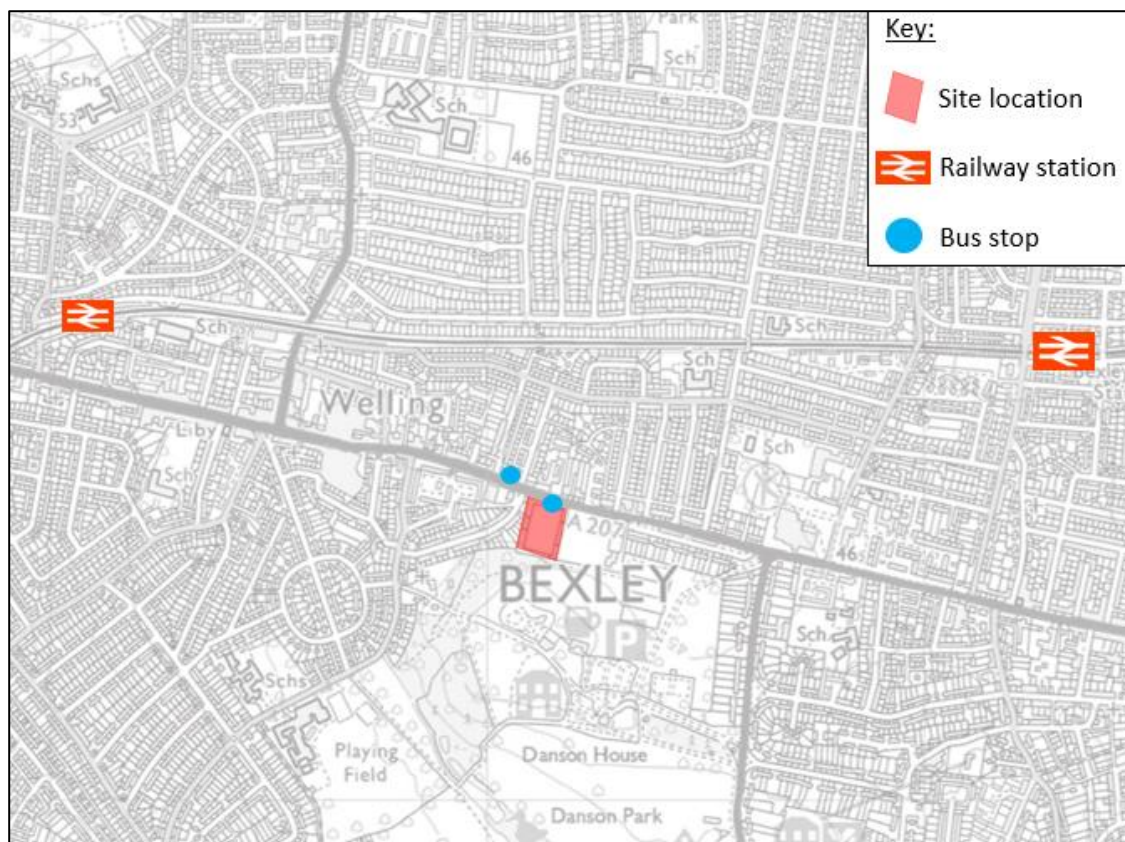 Key:
Site location
Railway station
Bus stop
Park
Sch
Schs
53
Sch
46
Sch
Sch
Sch
Welling
Sch
Sch
A 207
46
BEXLEY
P
Sch
Schs
Playing
Field
Danson House
Danson Park